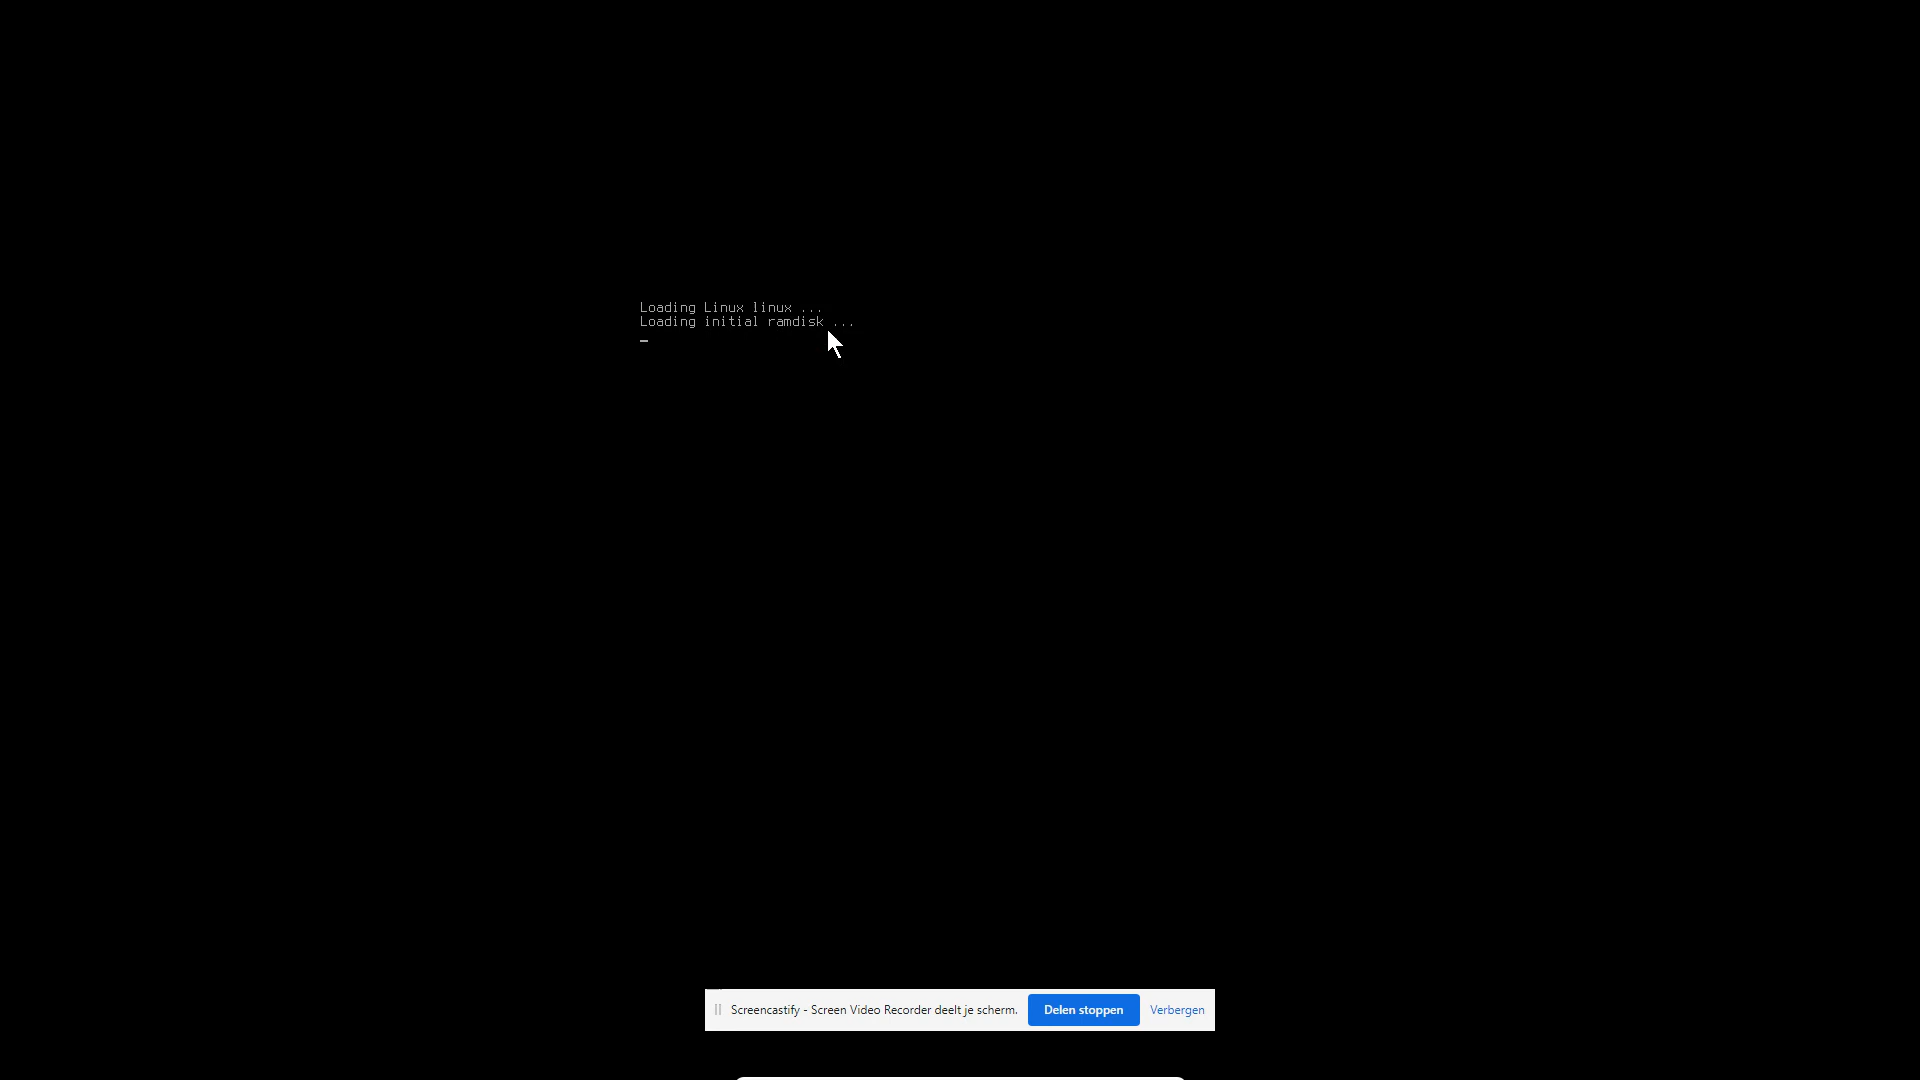 Loading Linux linux ...
Loading initial ramdisk ...
Screencastify - Screen Video Recorder deelt je scherm. Delen stoppen Verbergen